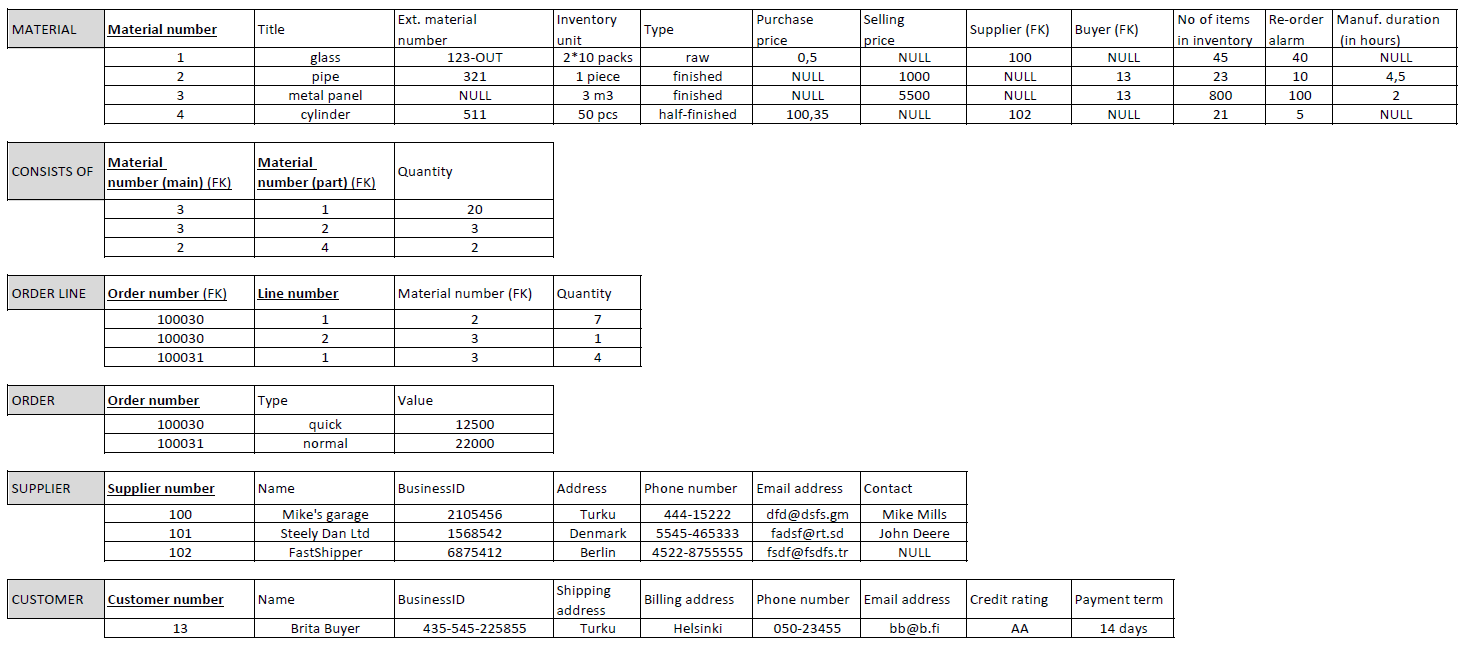 MATERIAL Material number Title Ext. material number Inventory unit Type Purchase price Selling price Supplier (FK) Buyer (FK) No of items in inventory Re-order alarm Manuf. duration (in hours)
1 glass 123-OUT 2*10 packs raw 0,5 NULL 100 NULL 45 40 NULL
2 pipe 321 1 piece finished NULL 1000 NULL 13 23 10 4,5
3 metal panel NULL 3 m3 finished NULL 5500 NULL 13 800 100 2
4 cylinder 511 50 pcs half-finished 100,35 NULL 102 NULL 21 5 NULL
CONSISTS OF Material number (main) (FK) Material number (part) (FK) Quantity
3 1 20
3 2 3
2 4 2
ORDER LINE Order number (FK) Line number Material number (FK) Quantity
100030 1 2 7
100030 2 3 1
100031 1 3 4
ORDER Order number Type Value
100030 quick 12500
100031 normal 22000
SUPPLIER Supplier number Name BusinessID Address Phone number Email address Contact
100 Mike's garage 2105456 Turku 444-15222 dfd@dsfs.gm Mike Mills
101 Steely Dan Ltd 1568542 Denmark 5545-465333 fadsf@rt.sd John Deere
102 FastShipper 6875412 Berlin 4522-8755555 fsdf@fsdfs.tr NULL
CUSTOMER Customer number Name BusinessID Shipping address Billing address Phone number Email address Credit rating Payment term
13 Brita Buyer 435-545-225855 Turku Helsinki 050-23455 bb@b.fi AA 14 days